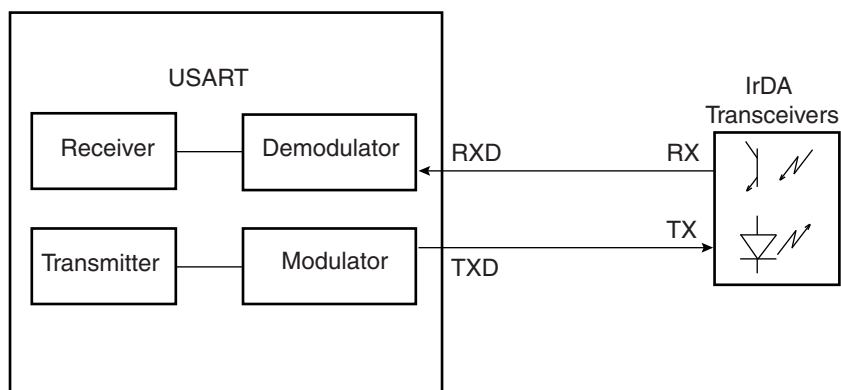 USART
IrDA
Transceivers
Receiver
Demodulator
RXD
RX
Transmitter
Modulator
TX
TXD